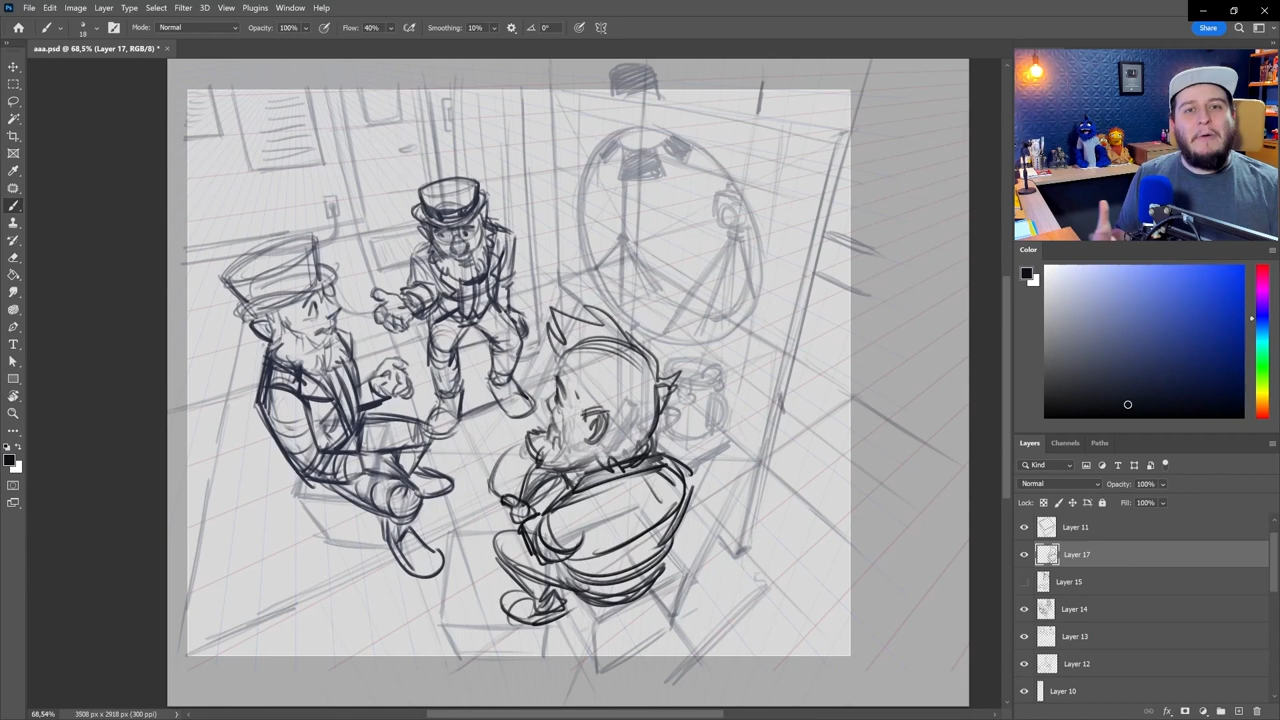 File Edit Image Layer Type Select Filter 3D View Plugins Window Help
18 Mode: Normal Opacity: 100% Flow: 40% Smoothing: 10% 0° Share
aaa.psd @ 68,5% (Layer 17, RGB/8) *
Color
Layers Channels Paths
Kind
Normal Opacity: 100%
Lock: Fill: 100%
Layer 11
Layer 17
Layer 15
Layer 14
Layer 13
Layer 12
Layer 10
68,54% 3508 px x 2918 px (300 ppi)